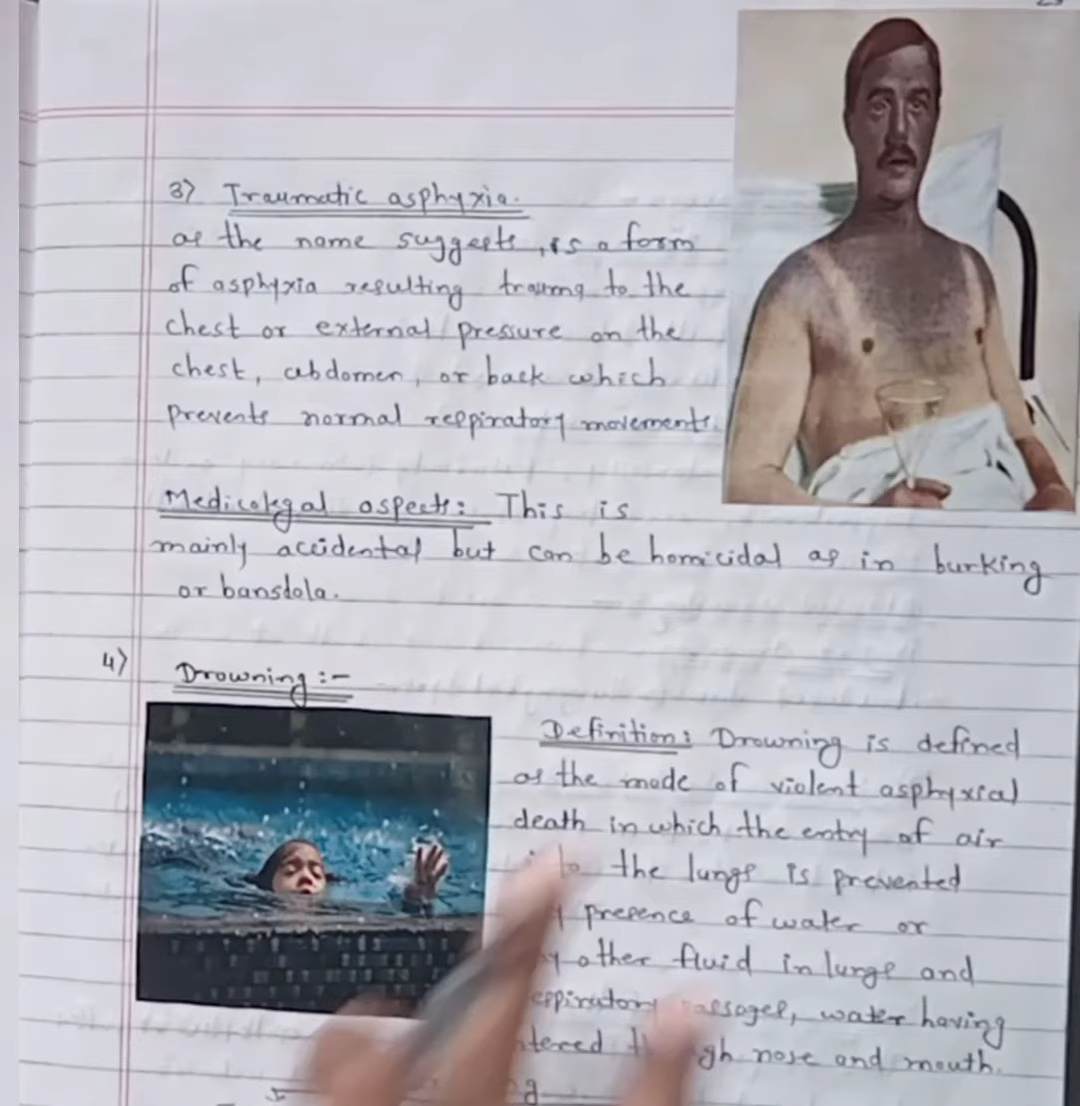 3) Traumatic asphyxia.
as the name suggests, is a form
of asphyxia resulting trauma to the
chest or external pressure on the
chest, abdomen, or back which
prevents normal respiratory movements.
Medicolegal aspects: This is
mainly accidental but can be homicidal as in burking
or bansdola.
4) Drowning :-
Definition: Drowning is defined
as the mode of violent asphyxial
death in which the entry of air
the lungs is prevented
presence of water or
other fluid in lungs and
passages, water having
nose and mouth.